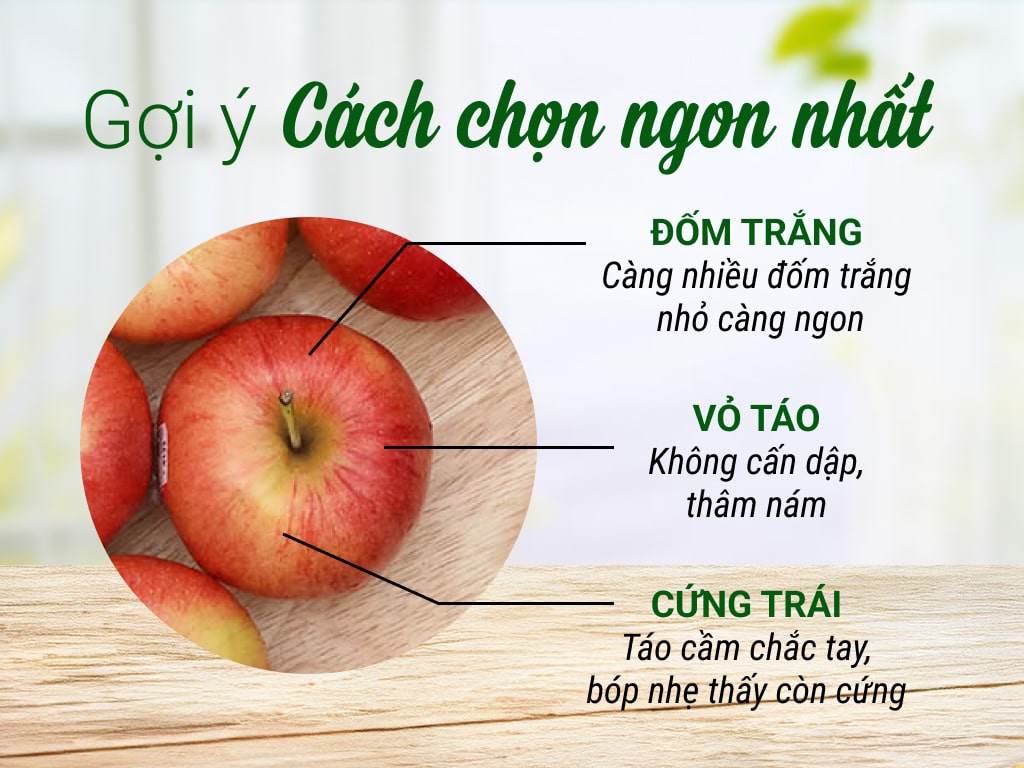 Gợi ý Cách chọn ngon nhất
ĐỐM TRẮNG
Càng nhiều đốm trắng
nhỏ càng ngon
VỎ TÁO
Không cấn dập,
thâm nám
CỨNG TRÁI
Táo cầm chắc tay,
bóp nhẹ thấy còn cứng